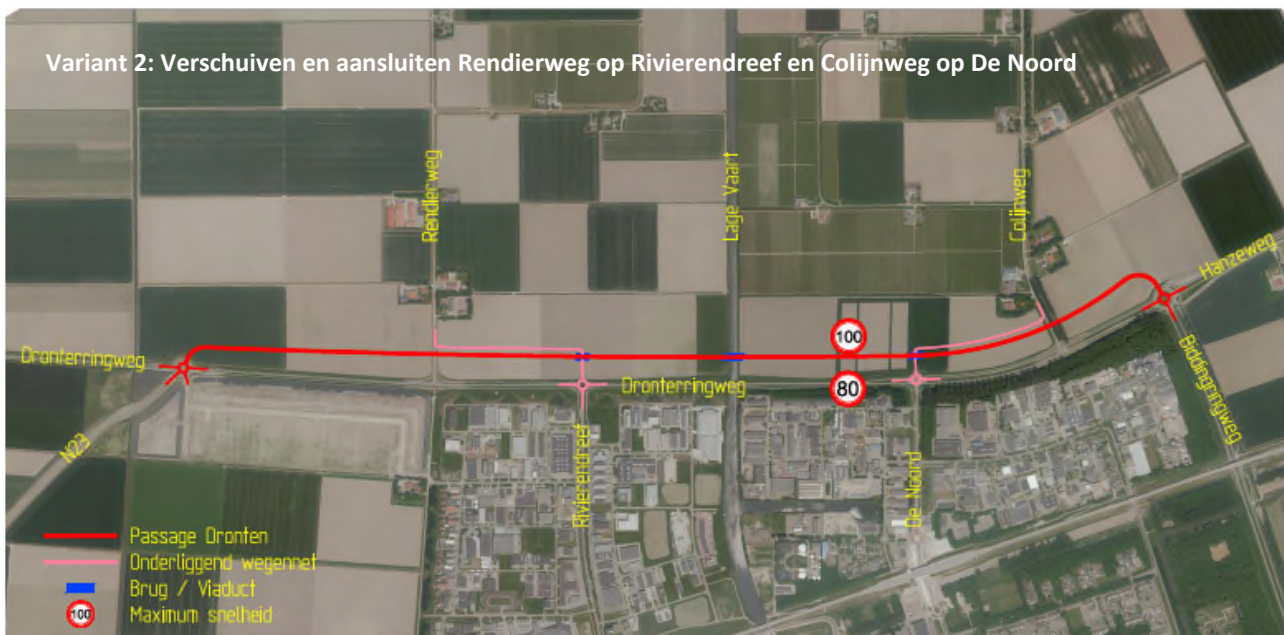 Variant 2: Verschuiven en aansluiten Rendierweg op Rivierendreef en Colijnweg op De Noord
Rendierweg
Lage Vaart
Colijnweg
Hanzeweg
Dronterringweg
100
80
Dronterringweg
Biddingringweg
N23
Rivierendreef
De Noord
Passage Dronten
Onderliggend wegennet
Brug / Viaduct
100 Maximum snelheid